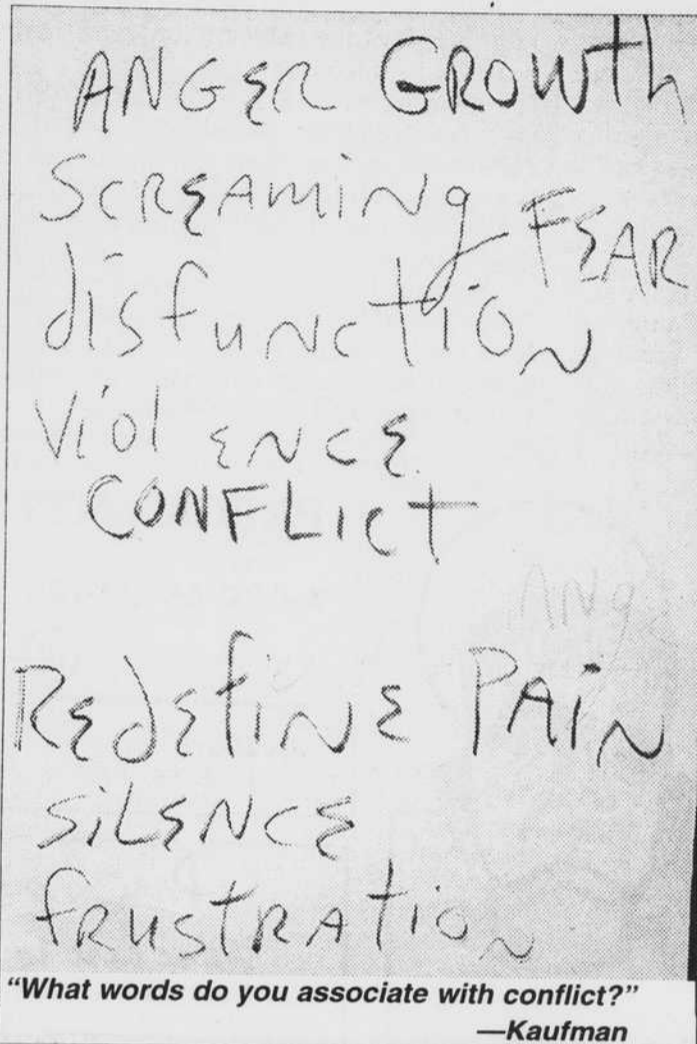 ANGER GROWth
SCREAMiNg FEAR
disfuNctioN
ViolENCE
CONFLict
ANg
REdEfiNE PAiN
SiLENCE
fRustRAtioN
“What words do you associate with conflict?”
—Kaufman